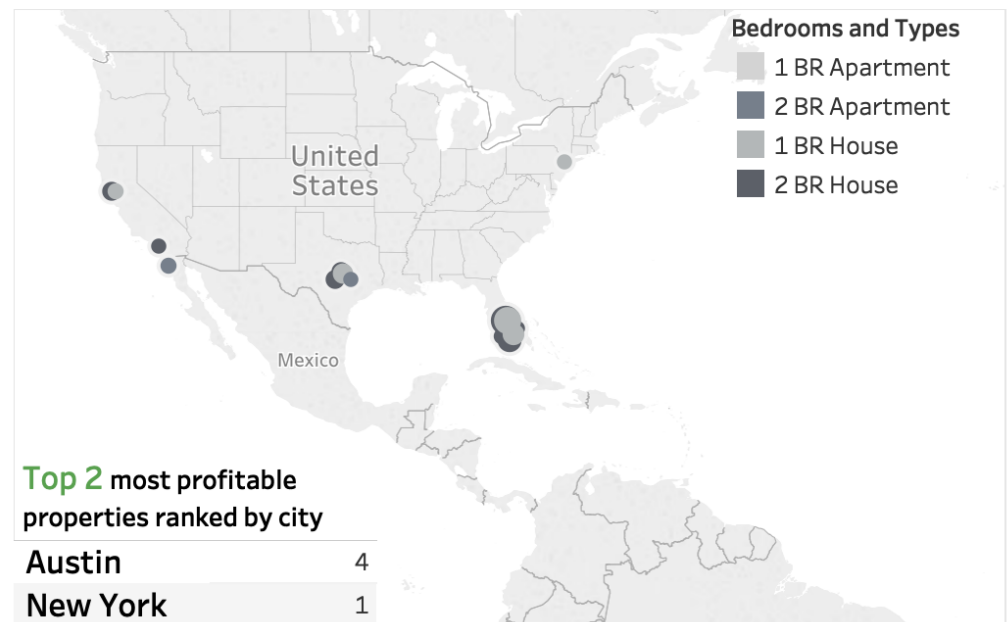 Bedrooms and Types
1 BR Apartment
2 BR Apartment
1 BR House
2 BR House
United
States
Mexico
Top 2 most profitable
properties ranked by city
Austin 4
New York 1